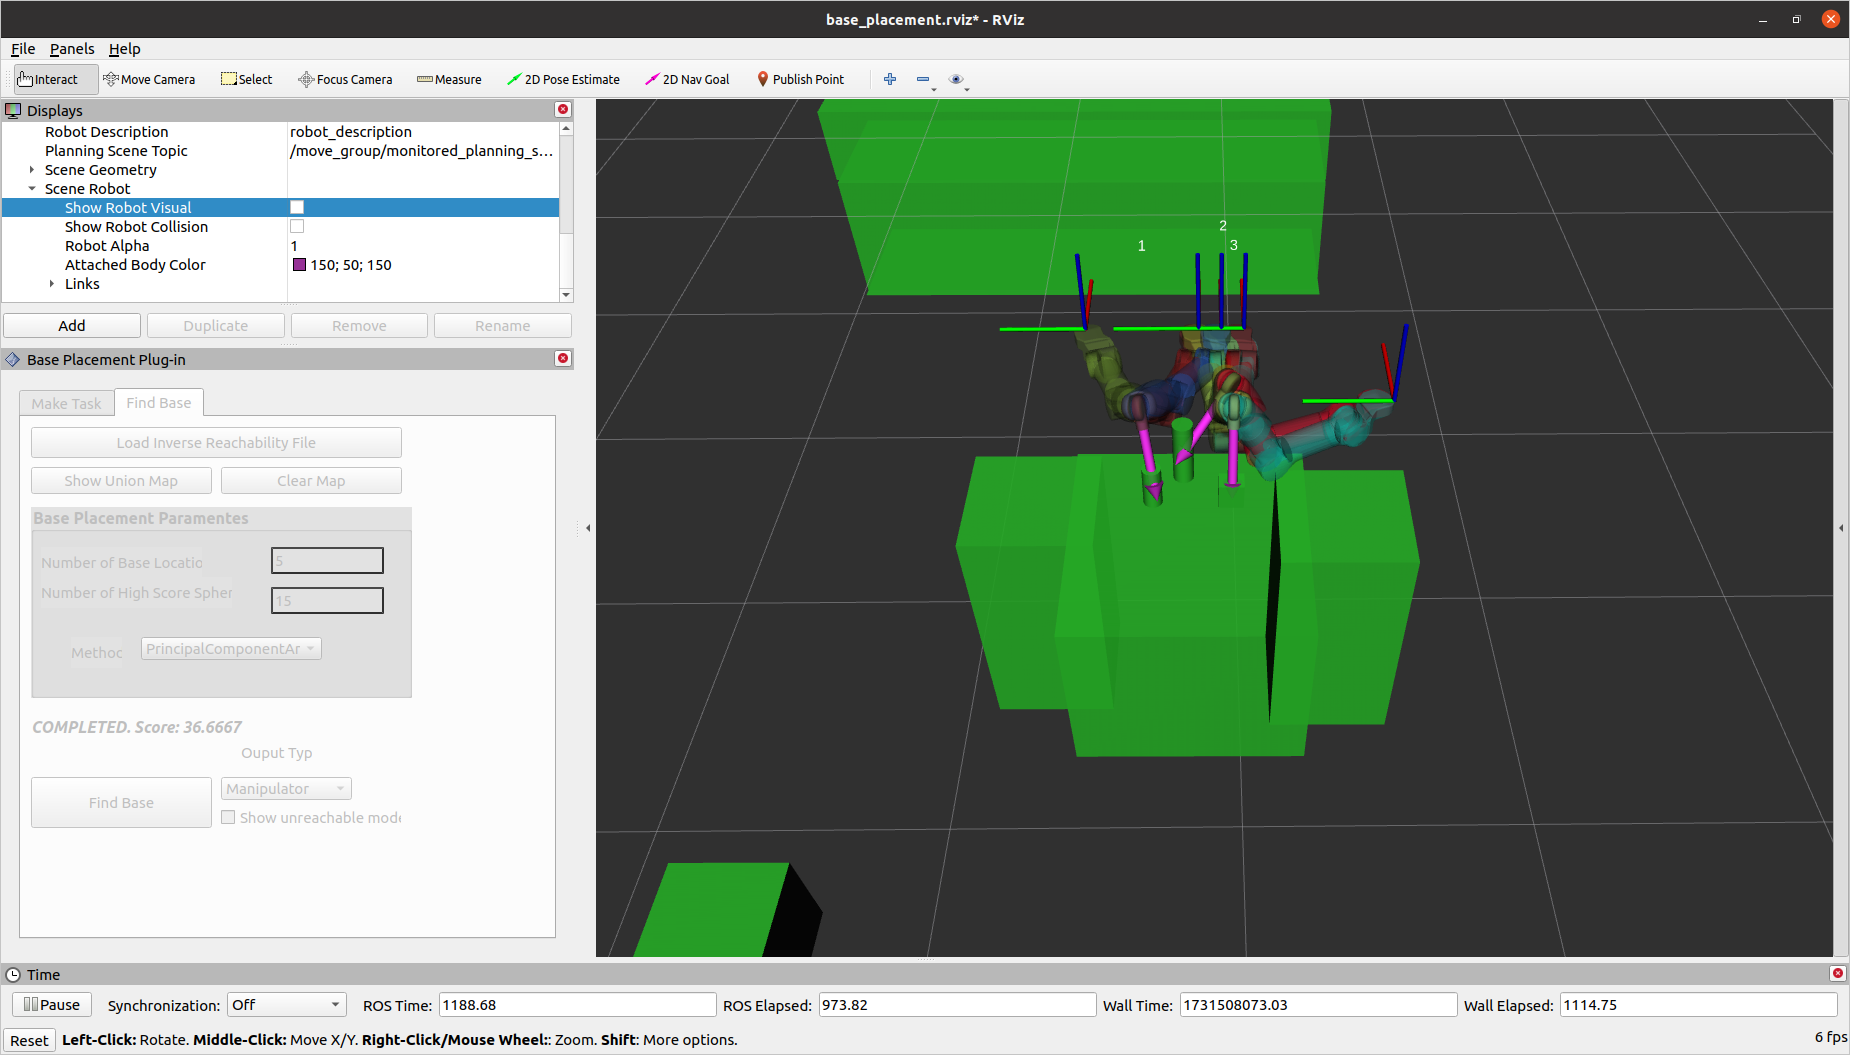 base_placement.rviz* - RViz
File Panels Help
Interact Move Camera Select Focus Camera Measure 2D Pose Estimate 2D Nav Goal Publish Point
Displays
Robot Description robot_description
Planning Scene Topic /move_group/monitored_planning_s...
Scene Geometry
Scene Robot
Show Robot Visual
Show Robot Collision
Robot Alpha 1
Attached Body Color 150; 50; 150
Links
Add Duplicate Remove Rename
Base Placement Plug-in
Make Task Find Base
Load Inverse Reachability File
Show Union Map Clear Map
Base Placement Paramentes
Number of Base Locatio 5
Number of High Score Spher 15
Methoc PrincipalComponentAr
COMPLETED. Score: 36.6667
Ouput Typ
Find Base Manipulator
Show unreachable mode
2
1 3
Time
Pause Synchronization: Off ROS Time: 1188.68 ROS Elapsed: 973.82 Wall Time: 1731508073.03 Wall Elapsed: 1114.75
Reset Left-Click: Rotate. Middle-Click: Move X/Y. Right-Click/Mouse Wheel:: Zoom. Shift: More options. 6 fps